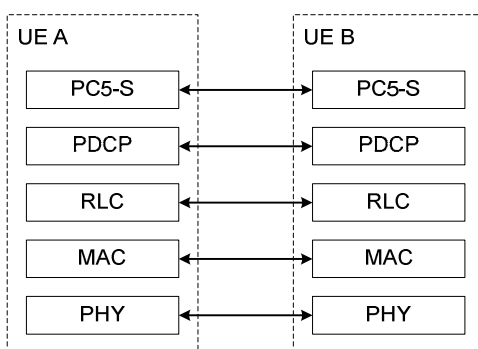 UE A UE B
PC5-S PC5-S
PDCP PDCP
RLC RLC
MAC MAC
PHY PHY